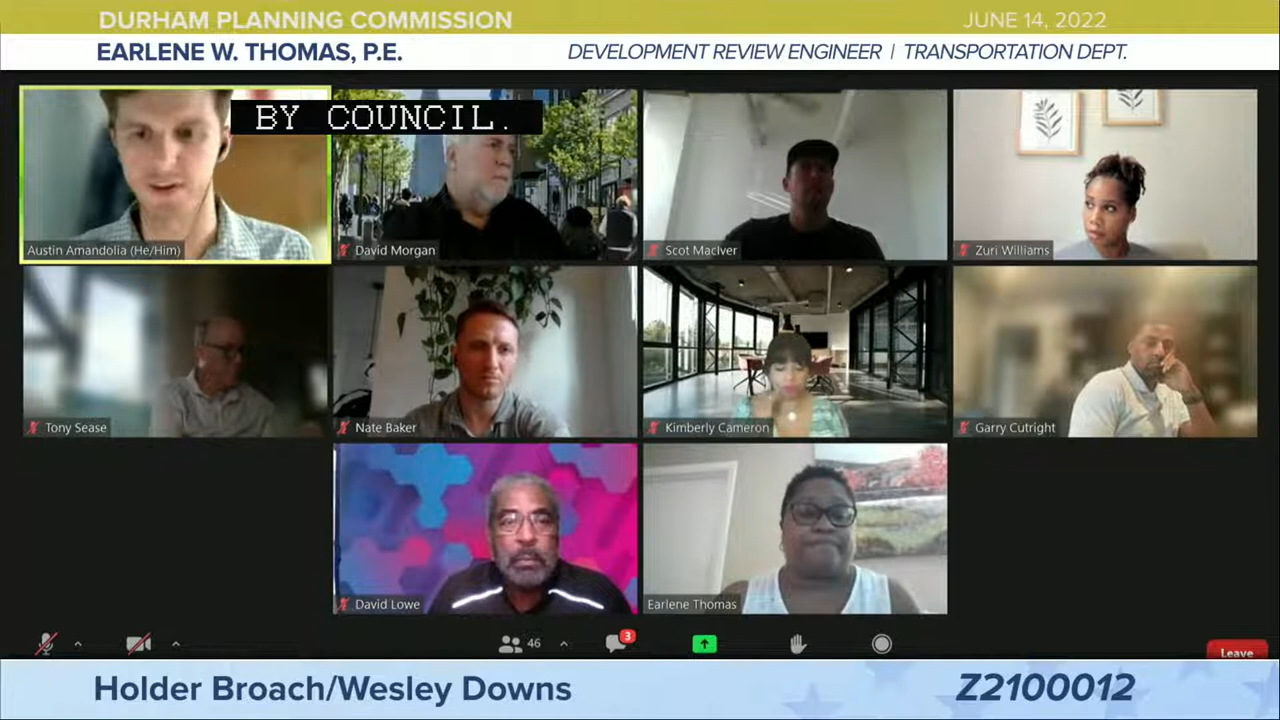 DURHAM PLANNING COMMISSION
JUNE 14, 2022
EARLENE W. THOMAS, P.E.
DEVELOPMENT REVIEW ENGINEER | TRANSPORTATION DEPT.
BY COUNCIL.
Austin Amandolia (He/Him)
David Morgan
Scot MacIver
Zuri Williams
Tony Sease
Nate Baker
Kimberly Cameron
Garry Cutright
David Lowe
Earlene Thomas
46
3
Leave
Holder Broach/Wesley Downs
Z2100012